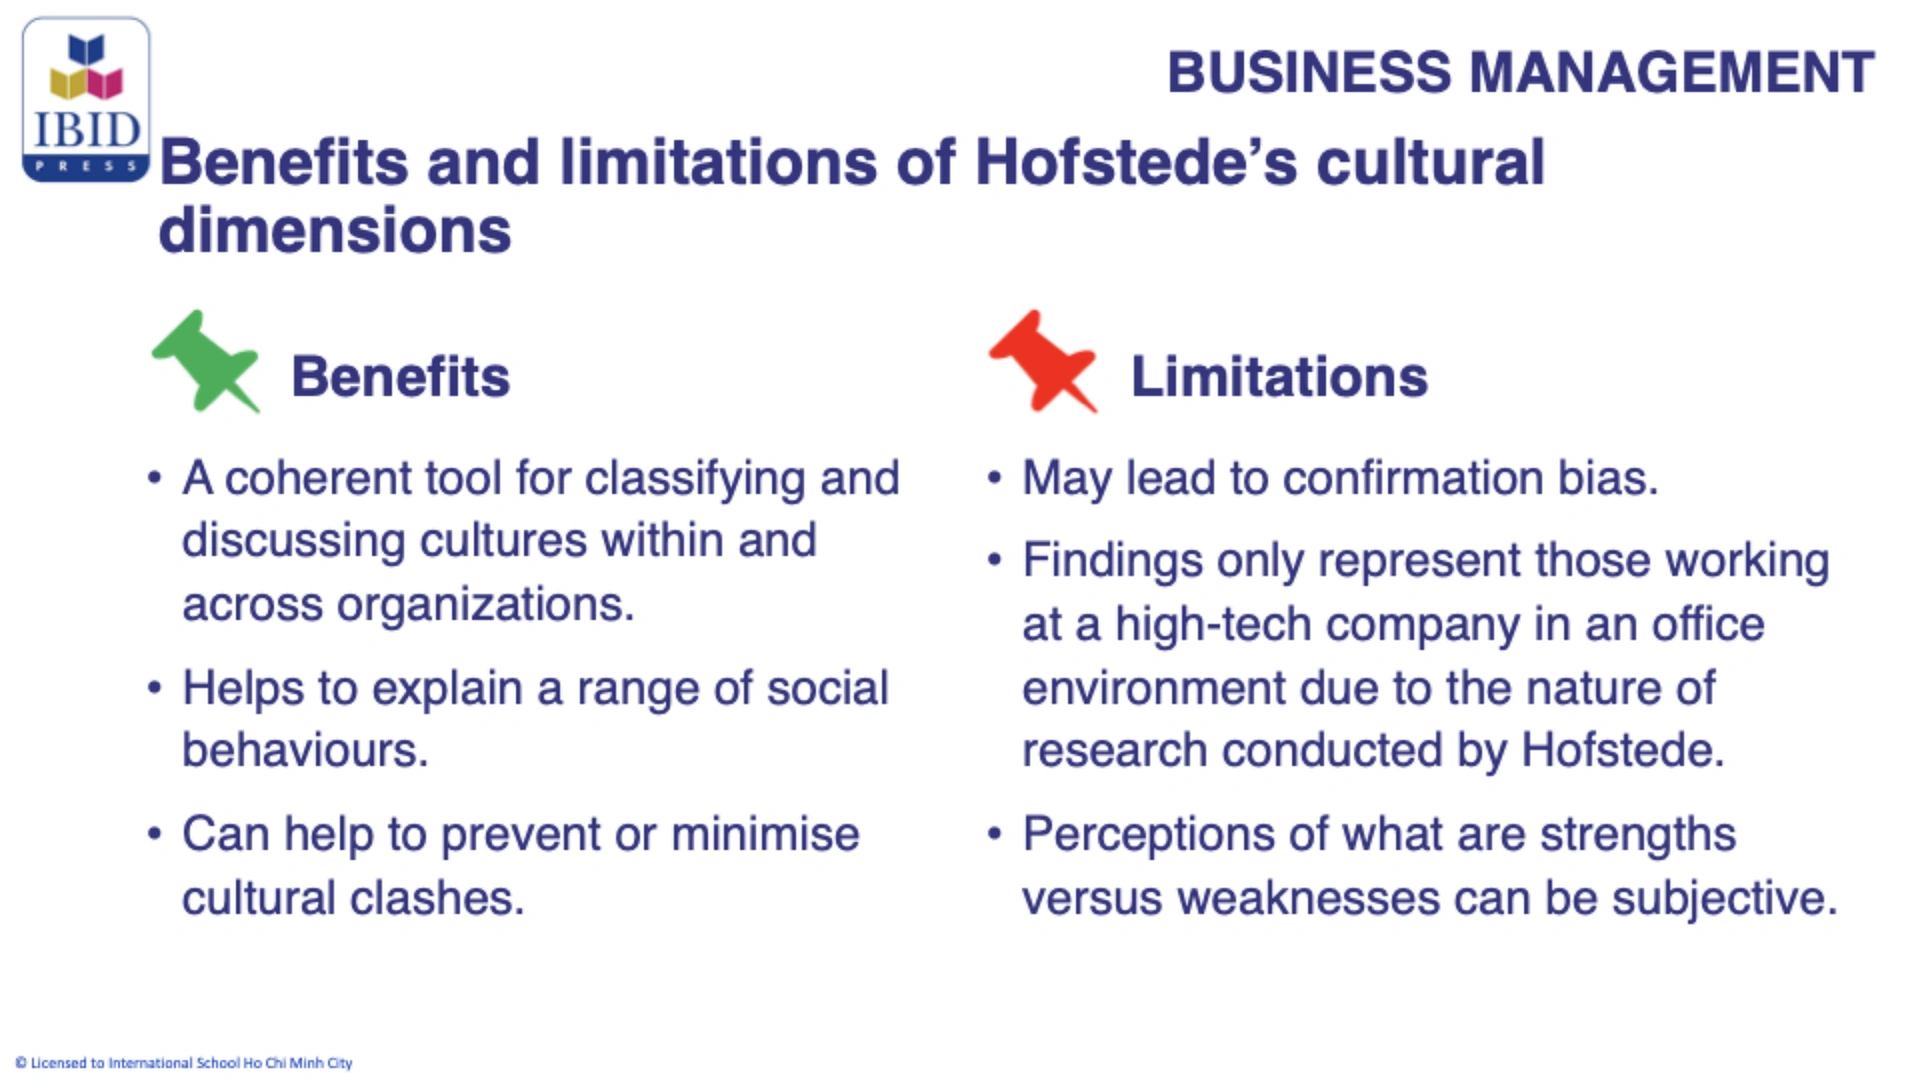 IBID
PRESS
BUSINESS MANAGEMENT
Benefits and limitations of Hofstede’s cultural
dimensions
Benefits
• A coherent tool for classifying and
discussing cultures within and
across organizations.
• Helps to explain a range of social
behaviours.
• Can help to prevent or minimise
cultural clashes.
Limitations
• May lead to confirmation bias.
• Findings only represent those working
at a high-tech company in an office
environment due to the nature of
research conducted by Hofstede.
• Perceptions of what are strengths
versus weaknesses can be subjective.
© Licensed to International School Ho Chi Minh City